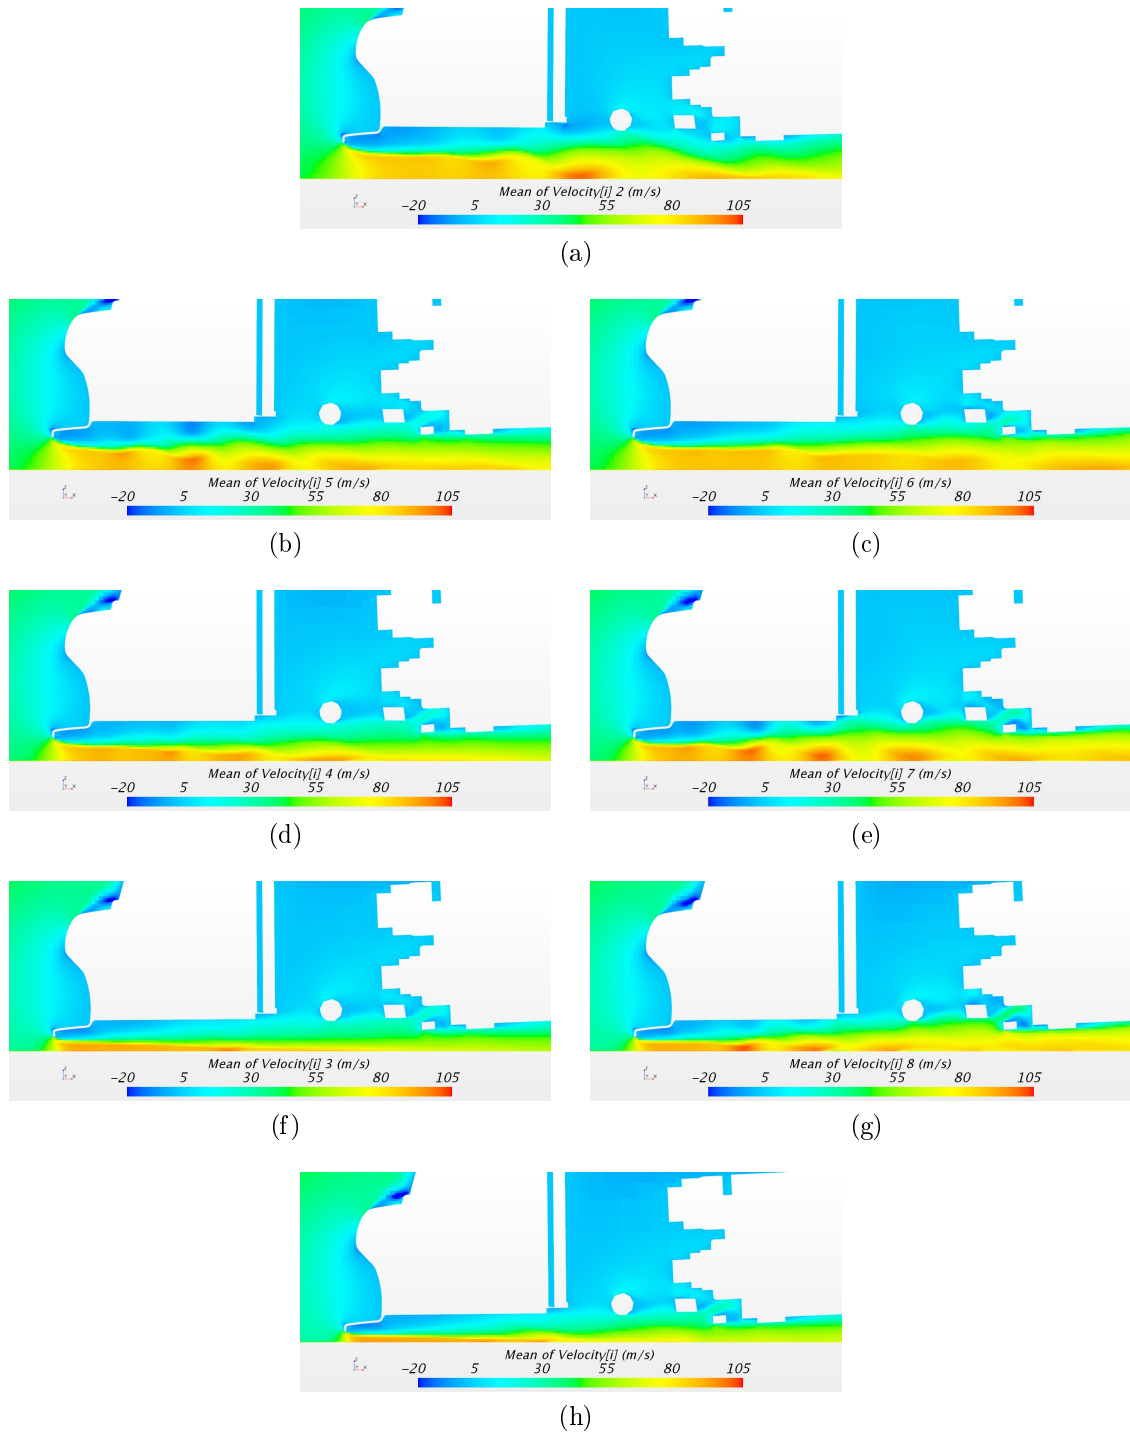 Mean of Velocity[i] 2 (m/s)
-20 5 30 55 80 105
(a)
Mean of Velocity[i] 5 (m/s)
-20 5 30 55 80 105
(b)
Mean of Velocity[i] 6 (m/s)
-20 5 30 55 80 105
(c)
Mean of Velocity[i] 4 (m/s)
-20 5 30 55 80 105
(d)
Mean of Velocity[i] 7 (m/s)
-20 5 30 55 80 105
(e)
Mean of Velocity[i] 3 (m/s)
-20 5 30 55 80 105
(f)
Mean of Velocity[i] 8 (m/s)
-20 5 30 55 80 105
(g)
Mean of Velocity[i] (m/s)
-20 5 30 55 80 105
(h)